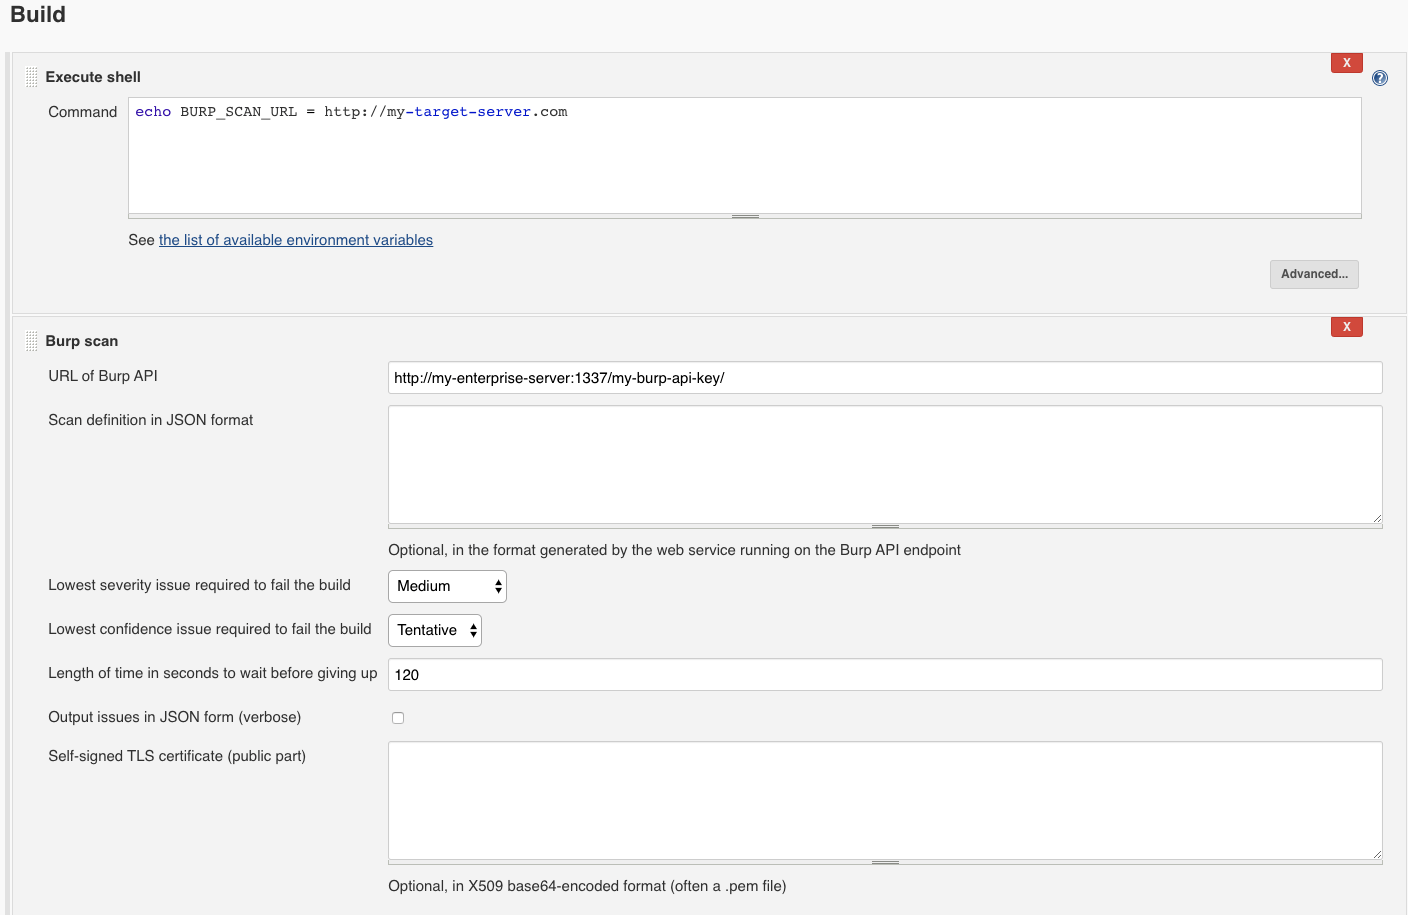 Build
X
Execute shell
?
Command
echo BURP_SCAN_URL = http://my-target-server.com
See the list of available environment variables
Advanced...
X
Burp scan
URL of Burp API
http://my-enterprise-server:1337/my-burp-api-key/
Scan definition in JSON format
Optional, in the format generated by the web service running on the Burp API endpoint
Lowest severity issue required to fail the build
Medium
Lowest confidence issue required to fail the build
Tentative
Length of time in seconds to wait before giving up
120
Output issues in JSON form (verbose)
Self-signed TLS certificate (public part)
Optional, in X509 base64-encoded format (often a .pem file)